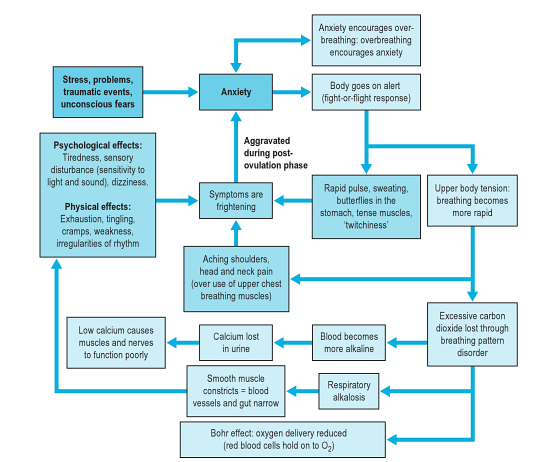 Anxiety encourages over-
breathing: overbreathing
encourages anxiety
Stress, problems,
traumatic events,
unconscious fears
Anxiety
Body goes on alert
(fight-or-flight response)
Aggravated
during post-
ovulation phase
Psychological effects:
Tiredness, sensory
disturbance (sensitivity to
light and sound), dizziness.
Physical effects:
Exhaustion, tingling,
cramps, weakness,
irregularities of rhythm
Symptoms are
frightening
Rapid pulse, sweating,
butterflies in the
stomach, tense muscles,
‘twitchiness’
Upper body tension:
breathing becomes
more rapid
Aching shoulders,
head and neck pain
(over use of upper chest
breathing muscles)
Low calcium causes
muscles and nerves
to function poorly
Calcium lost
in urine
Blood becomes
more alkaline
Excessive carbon
dioxide lost through
breathing pattern
disorder
Smooth muscle
constricts = blood
vessels and gut narrow
Respiratory
alkalosis
Bohr effect: oxygen delivery reduced
(red blood cells hold on to O₂)